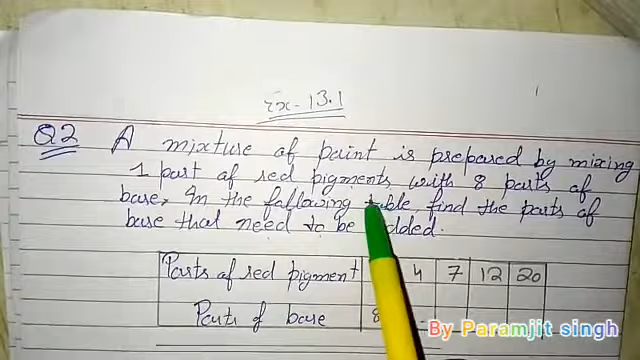 Ex-13.1
Q2 A mixture of paint is prepared by mixing
1 part of red pigments with 8 parts of
base, In the following table find the parts of
base that need to be added.
Parts of red pigment 4 7 12 20
Parts of base 8
By Paramjit singh